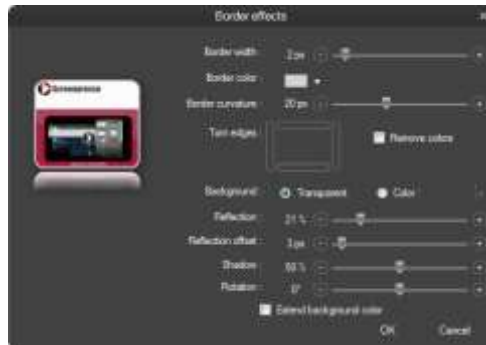 Border effects
Border width : 2 px
Border color :
Border curvature : 20 px
Torn edges : Remove colors
Background : Transparent Color
Reflection : 21 %
Reflection offset : 3 px
Shadow : 50 %
Rotation : 0°
Extend background color
OK Cancel